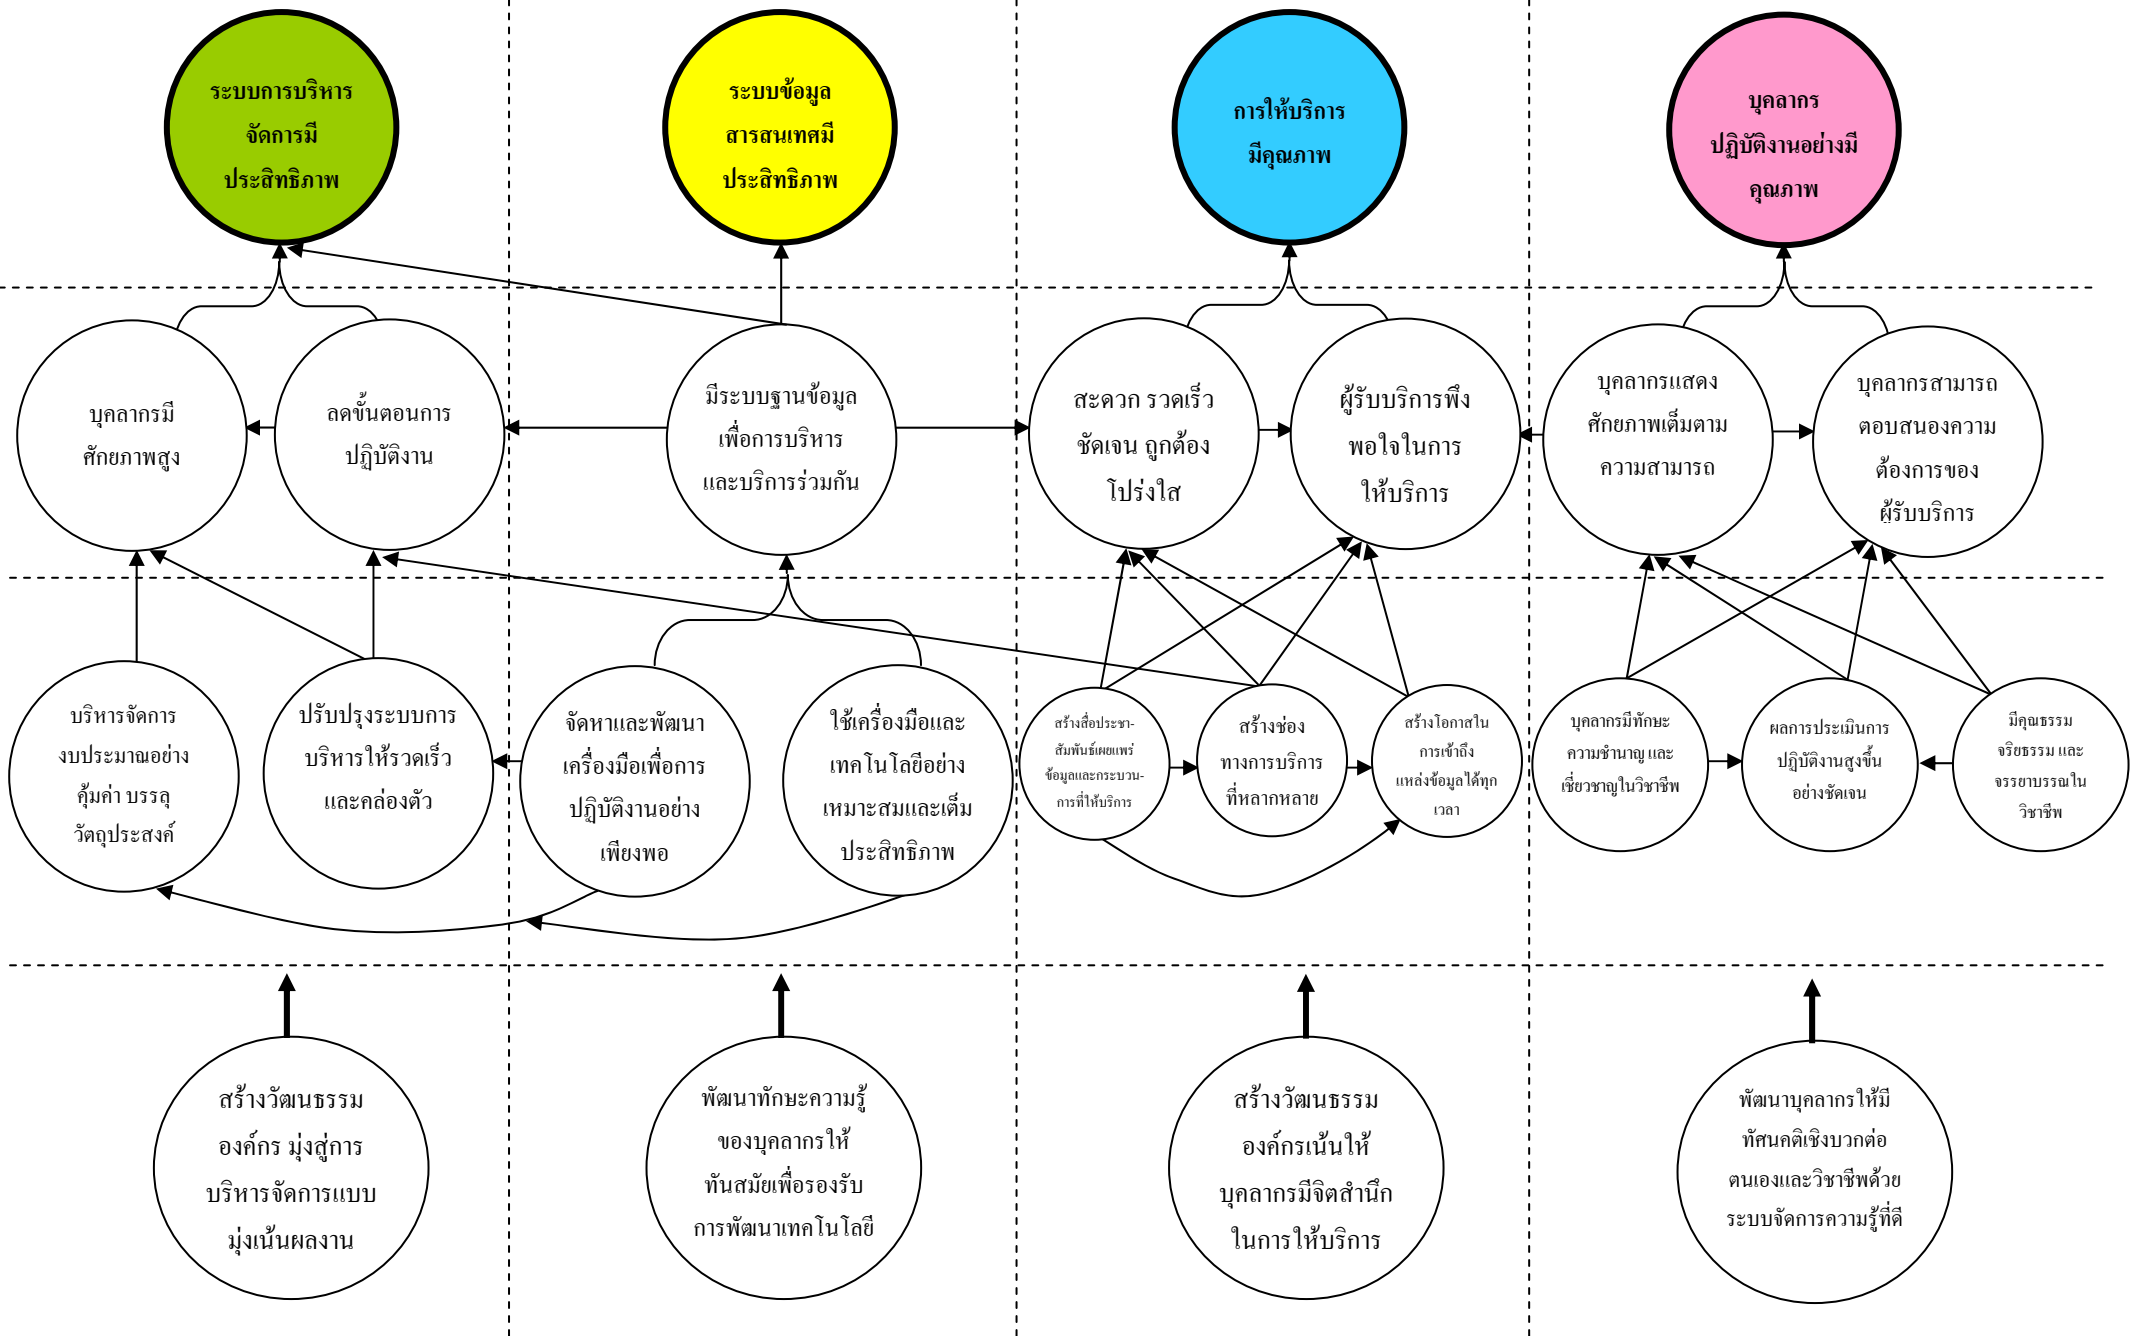 ระบบการบริหาร
จัดการมี
ประสิทธิภาพ
ระบบข้อมูล
สารสนเทศมี
ประสิทธิภาพ
การให้บริการ
มีคุณภาพ
บุคลากร
ปฏิบัติงานอย่างมี
คุณภาพ
บุคลากรมี
ศักยภาพสูง
ลดขั้นตอนการ
ปฏิบัติงาน
มีระบบฐานข้อมูล
เพื่อการบริหาร
และบริการร่วมกัน
สะดวก รวดเร็ว
ชัดเจน ถูกต้อง
โปร่งใส
ผู้รับบริการพึง
พอใจในการ
ให้บริการ
บุคลากรแสดง
ศักยภาพเต็มตาม
ความสามารถ
บุคลากรสามารถ
ตอบสนองความ
ต้องการของ
ผู้รับบริการ
บริหารจัดการ
งบประมาณอย่าง
คุ้มค่า บรรลุ
วัตถุประสงค์
ปรับปรุงระบบการ
บริหารให้รวดเร็ว
และคล่องตัว
จัดหาและพัฒนา
เครื่องมือเพื่อการ
ปฏิบัติงานอย่าง
เพียงพอ
ใช้เครื่องมือและ
เทคโนโลยีอย่าง
เหมาะสมและเต็ม
ประสิทธิภาพ
สร้างสื่อประชา-
สัมพันธ์เผยแพร่
ข้อมูลและกระบวน-
การที่ให้บริการ
สร้างช่อง
ทางการบริการ
ที่หลากหลาย
สร้างโอกาสใน
การเข้าถึง
แหล่งข้อมูลได้ทุก
เวลา
บุคลากรมีทักษะ
ความชำนาญ และ
เชี่ยวชาญในวิชาชีพ
ผลการประเมินการ
ปฏิบัติงานสูงขึ้น
อย่างชัดเจน
มีคุณธรรม
จริยธรรม และ
จรรยาบรรณใน
วิชาชีพ
สร้างวัฒนธรรม
องค์กร มุ่งสู่การ
บริหารจัดการแบบ
มุ่งเน้นผลงาน
พัฒนาทักษะความรู้
ของบุคลากรให้
ทันสมัยเพื่อรองรับ
การพัฒนาเทคโนโลยี
สร้างวัฒนธรรม
องค์กรเน้นให้
บุคลากรมีจิตสำนึก
ในการให้บริการ
พัฒนาบุคลากรให้มี
ทัศนคติเชิงบวกต่อ
ตนเองและวิชาชีพด้วย
ระบบจัดการความรู้ที่ดี